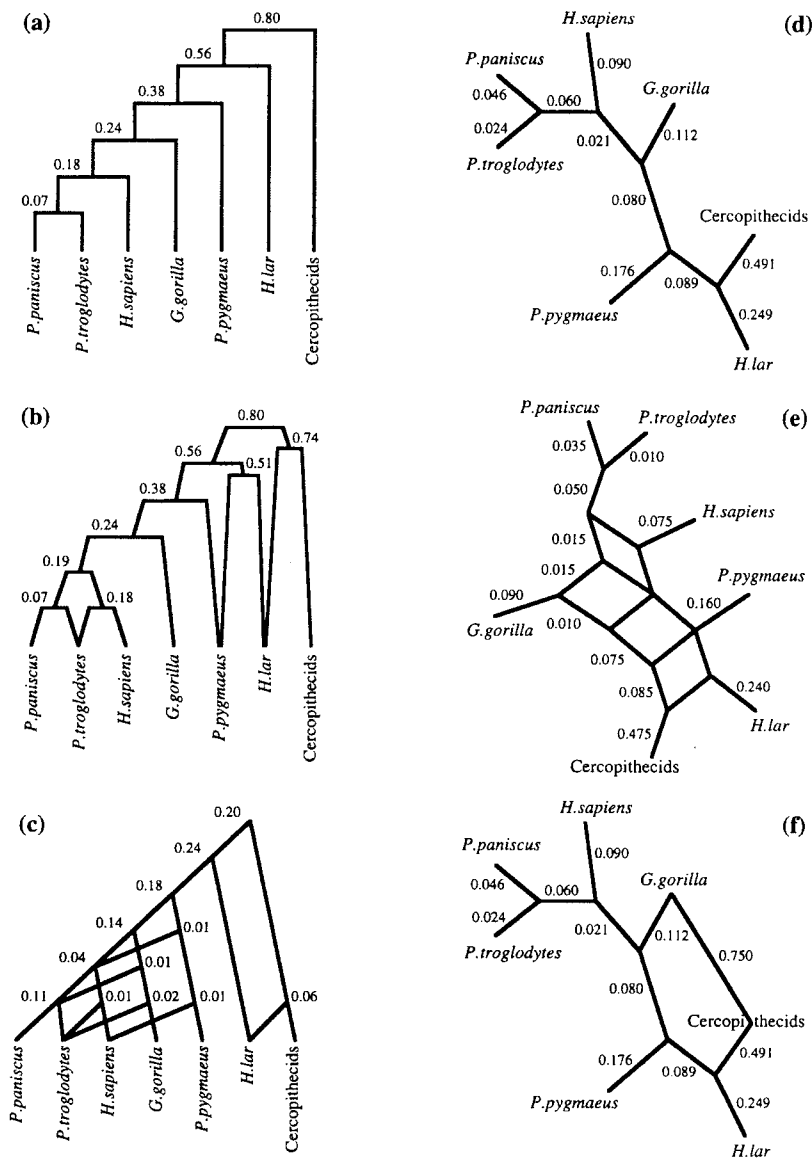 (a)
0.80
0.56
0.38
0.24
0.18
0.07
P.paniscus
P.troglodytes
H.sapiens
G.gorilla
P.pygmaeus
H.lar
Cercopithecids
(d)
H.sapiens
P.paniscus
0.090
G.gorilla
0.046
0.060
0.024
0.021
0.112
P.troglodytes
0.080
Cercopithecids
0.176
0.089
0.491
P.pygmaeus
0.249
H.lar
(b)
0.80
0.74
0.56
0.51
0.38
0.24
0.19
0.07
0.18
P.paniscus
P.troglodytes
H.sapiens
G.gorilla
P.pygmaeus
H.lar
Cercopithecids
(e)
P.paniscus
P.troglodytes
0.035
0.010
0.050
H.sapiens
0.075
0.015
0.015
P.pygmaeus
0.090
0.160
G.gorilla
0.010
0.075
0.085
0.240
H.lar
0.475
Cercopithecids
(c)
0.20
0.24
0.18
0.14
0.01
0.04
0.01
0.11
0.01
0.02
0.01
0.06
P.paniscus
P.troglodytes
H.sapiens
G.gorilla
P.pygmaeus
H.lar
Cercopithecids
(f)
H.sapiens
P.paniscus
0.090
G.gorilla
0.046
0.060
0.024
0.021
0.112
0.750
P.troglodytes
0.080
Cercopithecids
0.176
0.089
0.491
P.pygmaeus
0.249
H.lar